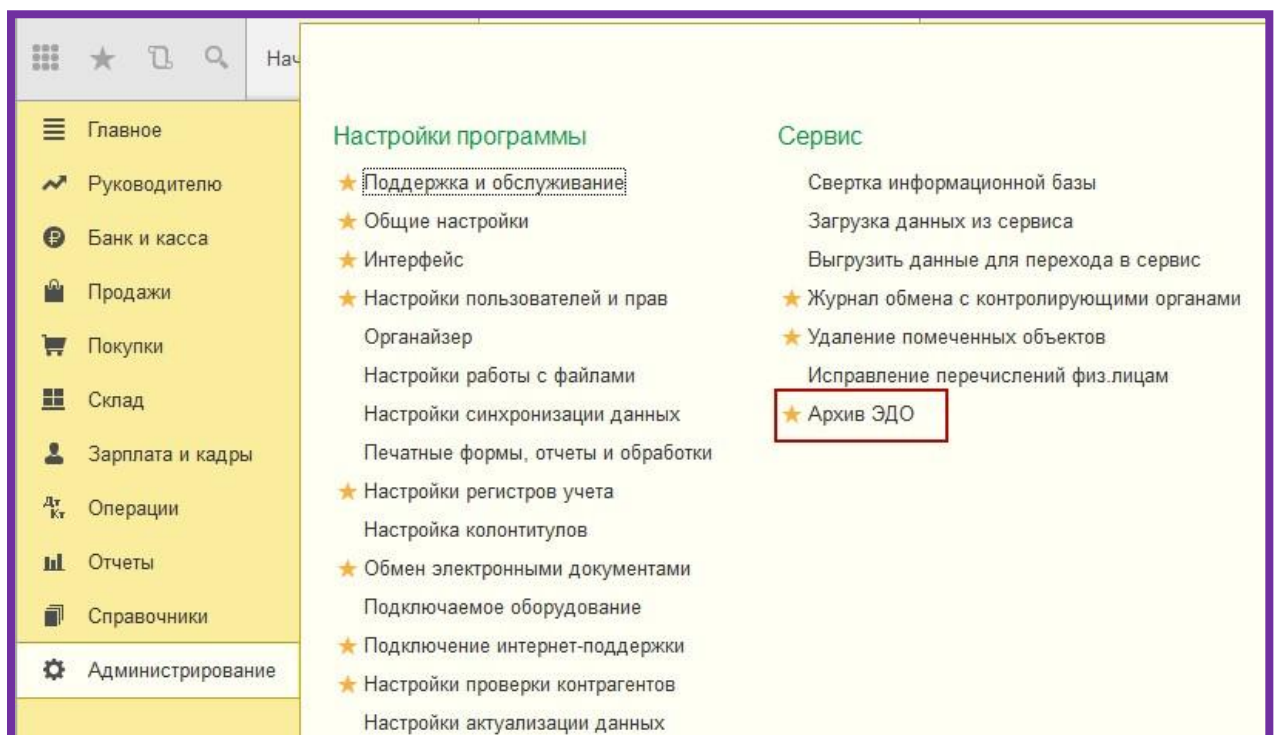 Нач
Главное
Руководителю
Банк и касса
Продажи
Покупки
Склад
Зарплата и кадры
Операции
Отчеты
Справочники
Администрирование
Настройки программы
Поддержка и обслуживание
Общие настройки
Интерфейс
Настройки пользователей и прав
Органайзер
Настройки работы с файлами
Настройки синхронизации данных
Печатные формы, отчеты и обработки
Настройки регистров учета
Настройка колонтитулов
Обмен электронными документами
Подключаемое оборудование
Подключение интернет-поддержки
Настройки проверки контрагентов
Настройки актуализации данных
Сервис
Свертка информационной базы
Загрузка данных из сервиса
Выгрузить данные для перехода в сервис
Журнал обмена с контролирующими органами
Удаление помеченных объектов
Исправление перечислений физ.лицам
Архив ЭДО